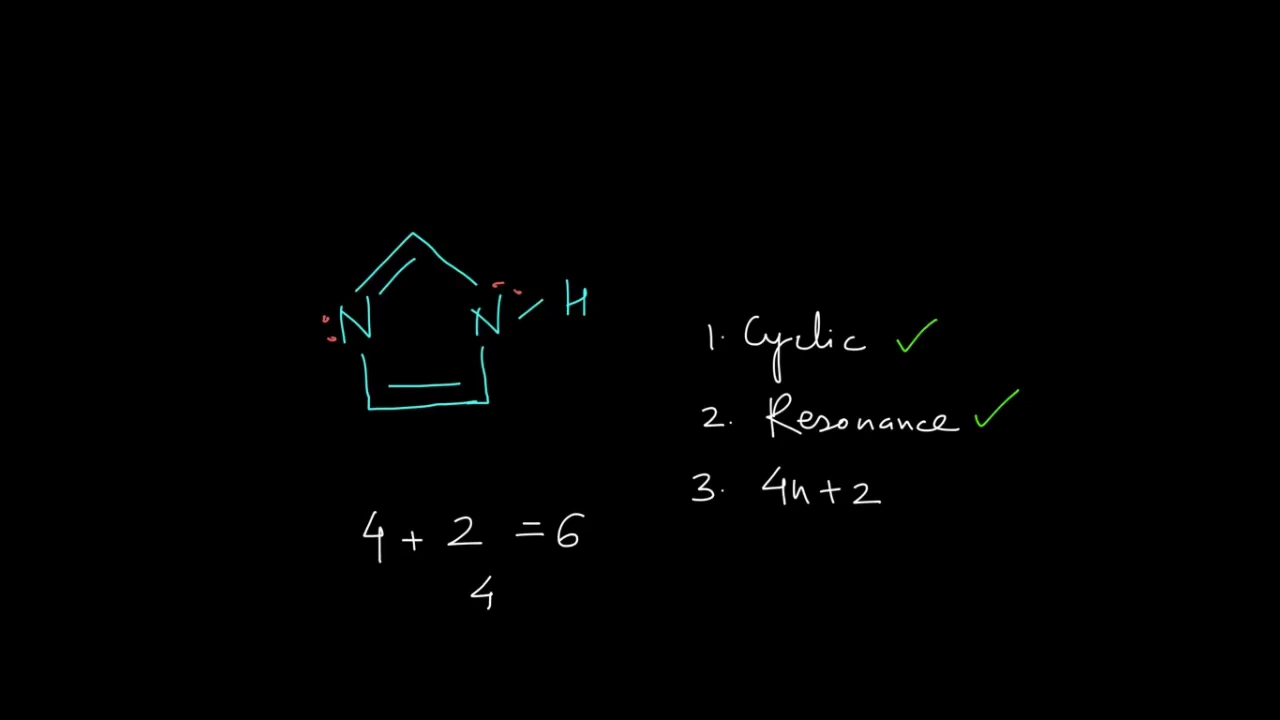 H
N
N
1. Cyclic ✓
2. Resonance ✓
3. 4n+2
4 + 2 = 6
4